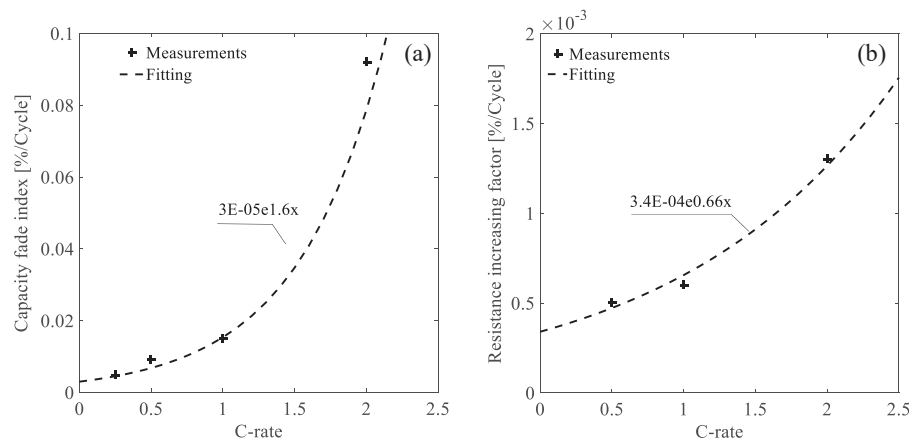 (a)
Measurements
Fitting
3E-05e1.6x
Capacity fade index [%/Cycle]
0.1
0.08
0.06
0.04
0.02
0
0 0.5 1 1.5 2 2.5
C-rate
×10⁻³
(b)
Measurements
Fitting
3.4E-04e0.66x
Resistance increasing factor [%/Cycle]
2
1.5
1
0.5
0
0 0.5 1 1.5 2 2.5
C-rate